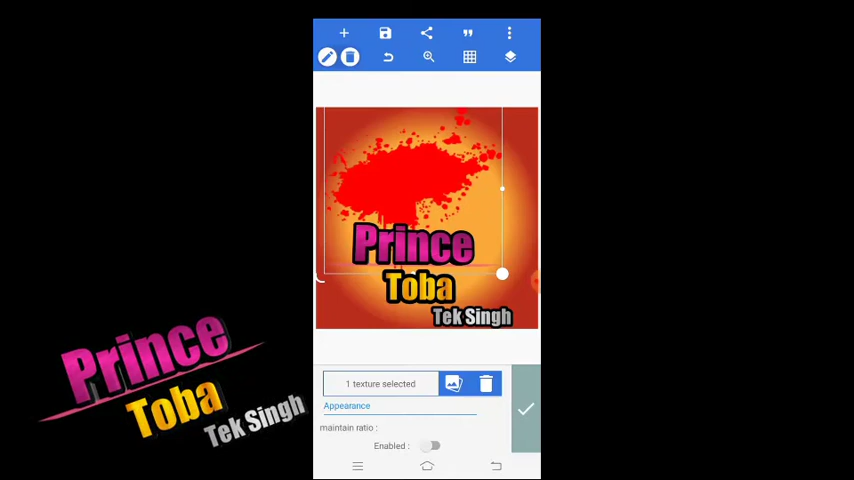 Prince
Toba
Tek Singh
1 texture selected
Appearance
maintain ratio :
Enabled :
Prince
Toba
Tek Singh